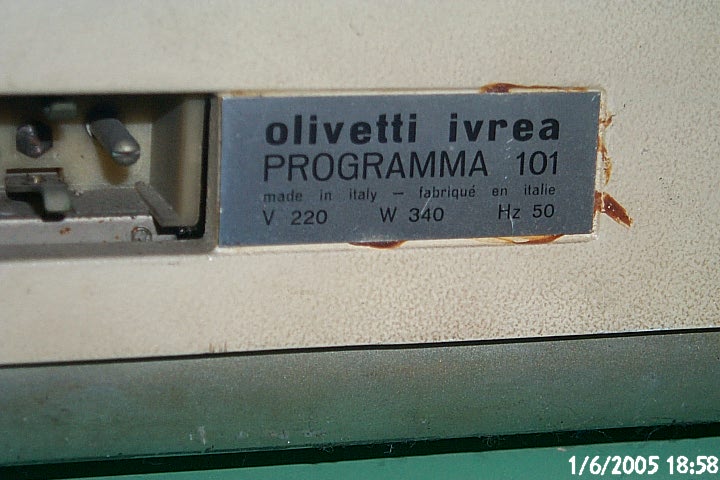 olivetti ivrea
PROGRAMMA 101
made in italy — fabriqué en italie
V 220 W 340 Hz 50
1/6/2005 18:58